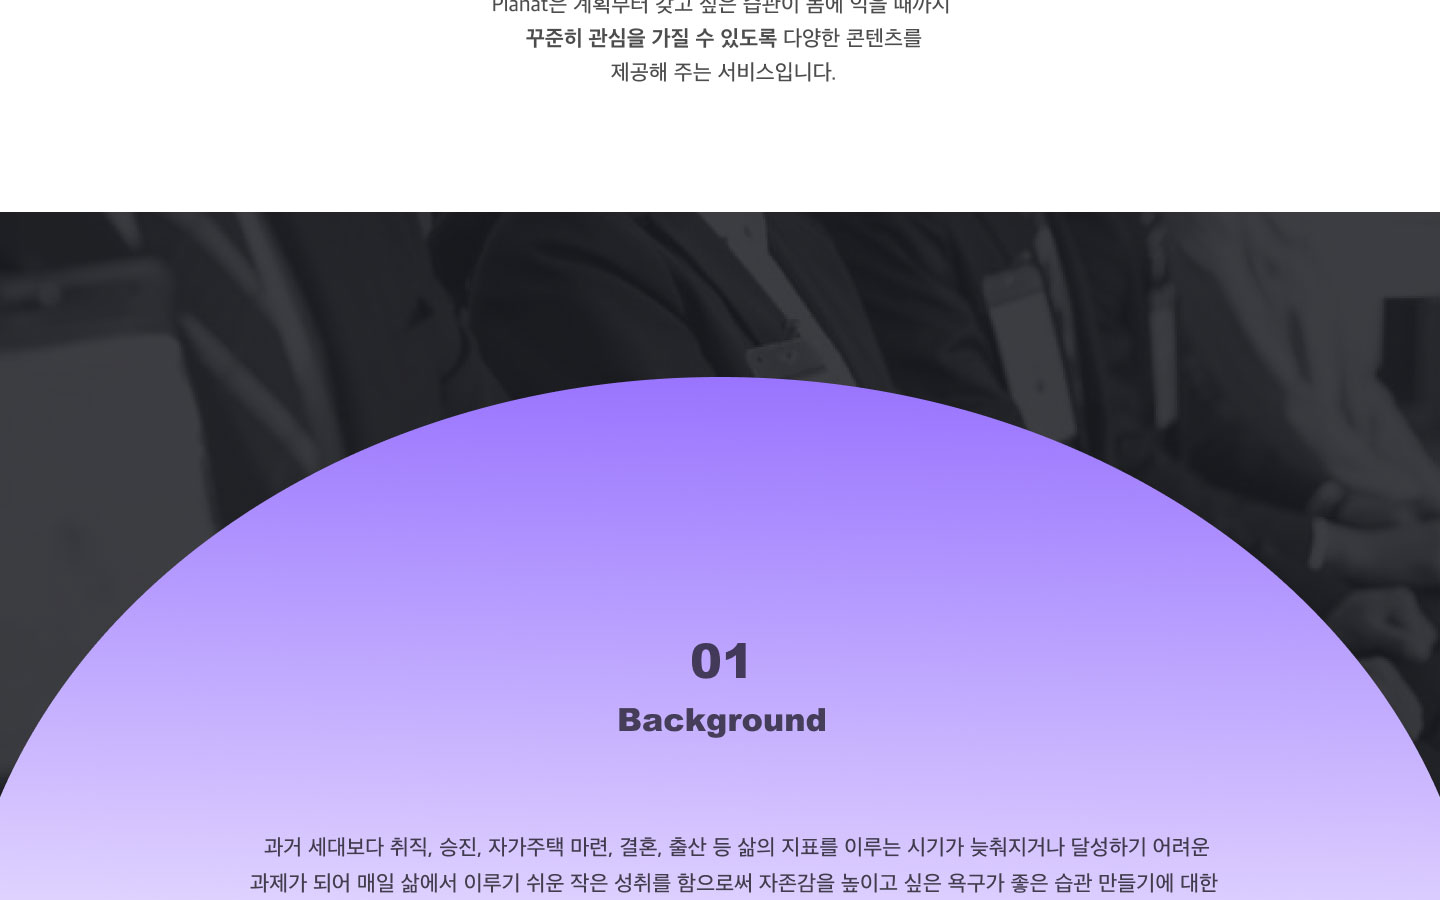 Planat은 계획부터 갖고 싶은 습관이 몸에 익을 때까지
꾸준히 관심을 가질 수 있도록 다양한 콘텐츠를
제공해 주는 서비스입니다.
01
Background
과거 세대보다 취직, 승진, 자가주택 마련, 결혼, 출산 등 삶의 지표를 이루는 시기가 늦춰지거나 달성하기 어려운
과제가 되어 매일 삶에서 이루기 쉬운 작은 성취를 함으로써 자존감을 높이고 싶은 욕구가 좋은 습관 만들기에 대한